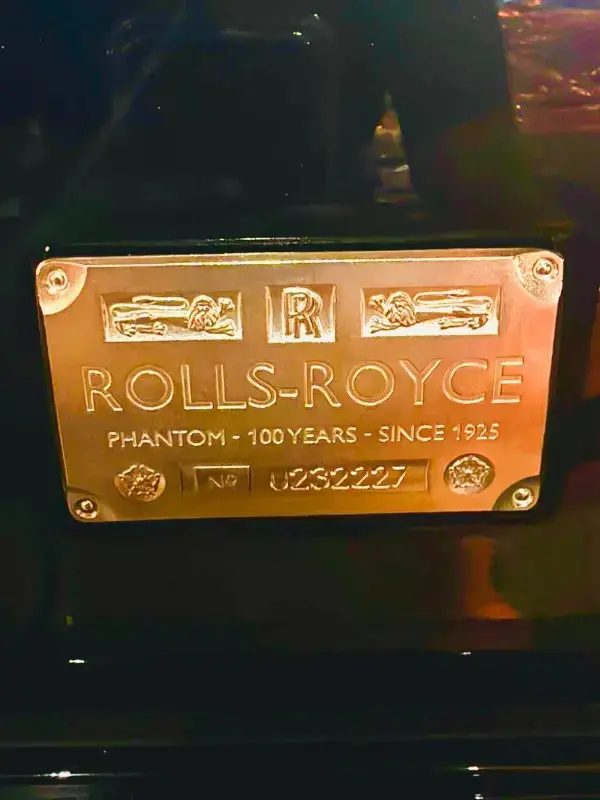 RR
ROLLS-ROYCE
PHANTOM - 100 YEARS - SINCE 1925
No U232227